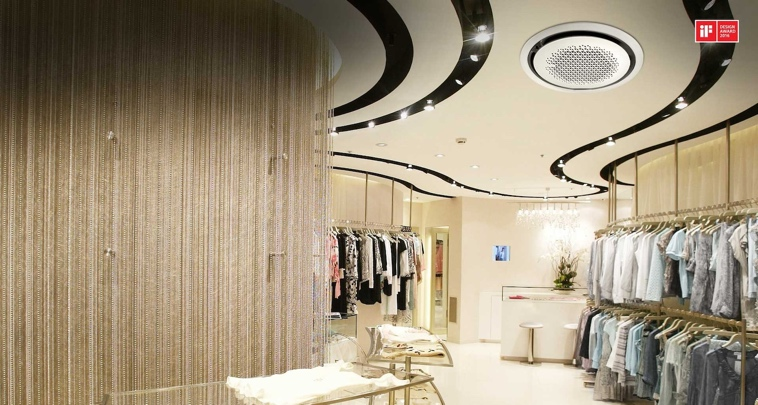 iF
DESIGN
AWARD
2016